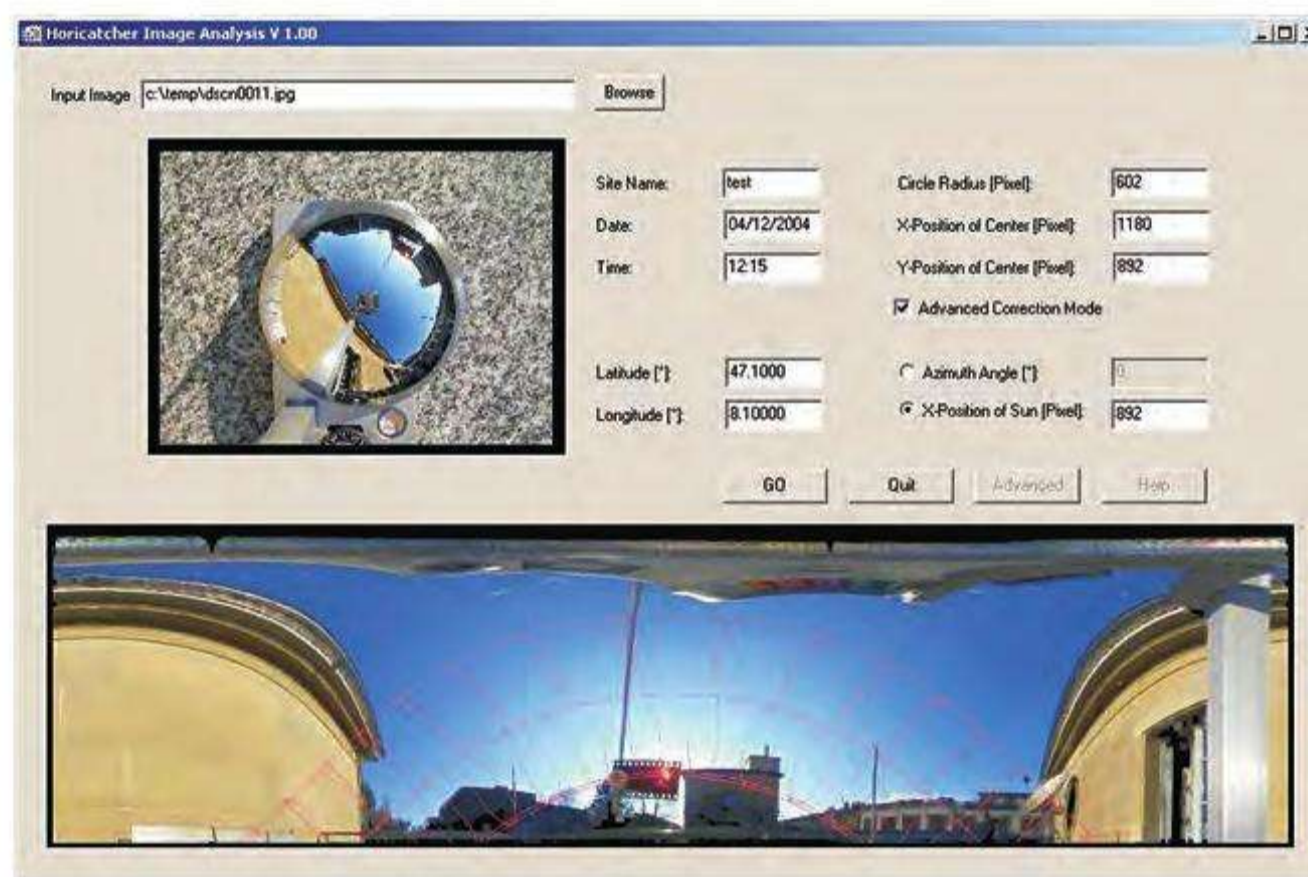 Horicatcher Image Analysis V 1.00
Input Image c:\temp\dscn0011.jpg Browse
Site Name: test Circle Radius [Pixel]: 602
Date: 04/12/2004 X-Position of Center [Pixel]: 1180
Time: 12:15 Y-Position of Center [Pixel]: 892
Advanced Correction Mode
Latitude [°]: 47.1000 Azimuth Angle [°]: 0
Longitude [°]: 8.10000 X-Position of Sun [Pixel]: 892
GO Quit Advanced Help